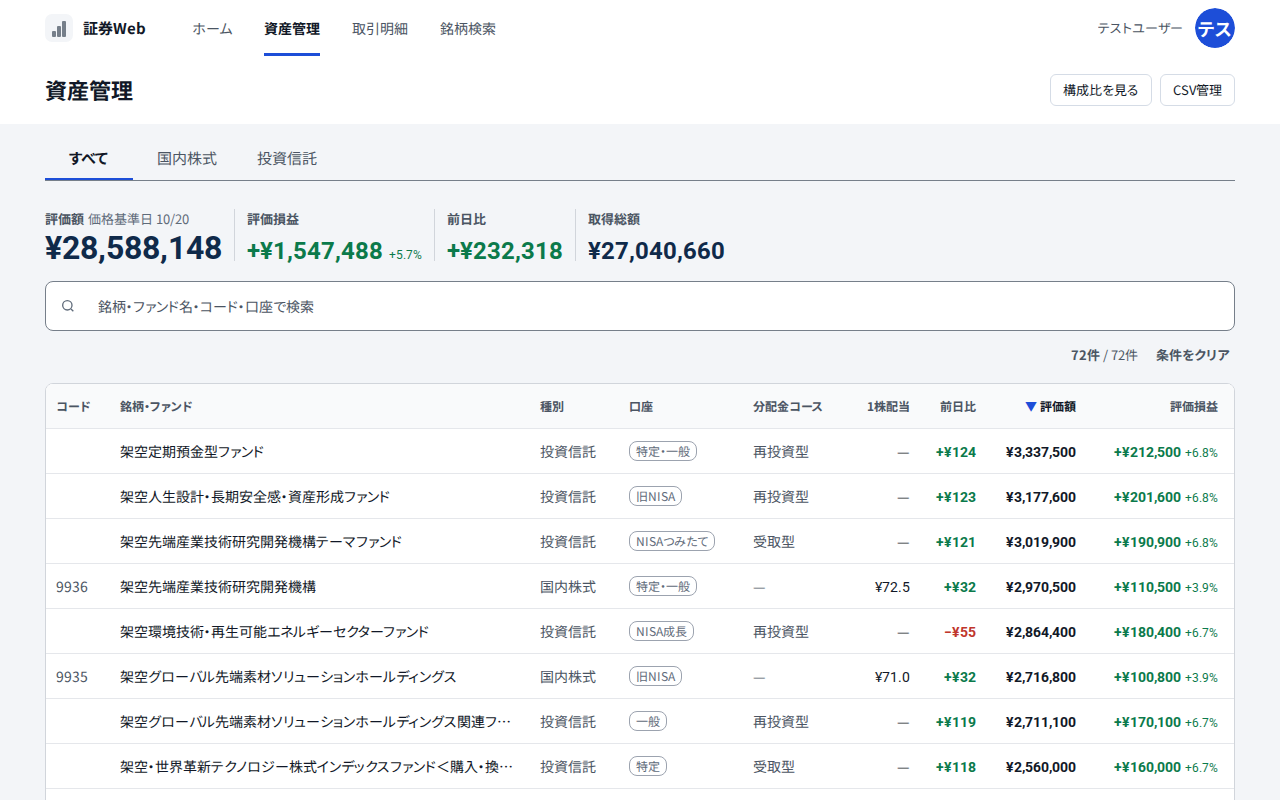 証券Web ホーム 資産管理 取引明細 銘柄検索 テストユーザー テス
資産管理 構成比を見る CSV管理
すべて 国内株式 投資信託
評価額 価格基準日 10/20 評価損益 前日比 取得総額
¥28,588,148 +¥1,547,488 +5.7% +¥232,318 ¥27,040,660
銘柄・ファンド名・コード・口座で検索
72件 / 72件 条件をクリア
コード 銘柄・ファンド 種別 口座 分配金コース 1株配当 前日比 ▼ 評価額 評価損益
架空定期預金型ファンド 投資信託 特定・一般 再投資型 — +¥124 ¥3,337,500 +¥212,500 +6.8%
架空人生設計・長期安全感・資産形成ファンド 投資信託 旧NISA 再投資型 — +¥123 ¥3,177,600 +¥201,600 +6.8%
架空先端産業技術研究開発機構テーマファンド 投資信託 NISAつみたて 受取型 — +¥121 ¥3,019,900 +¥190,900 +6.8%
9936 架空先端産業技術研究開発機構 国内株式 特定・一般 — ¥72.5 +¥32 ¥2,970,500 +¥110,500 +3.9%
架空環境技術・再生可能エネルギーセクターファンド 投資信託 NISA成長 再投資型 — −¥55 ¥2,864,400 +¥180,400 +6.7%
9935 架空グローバル先端素材ソリューションホールディングス 国内株式 旧NISA — ¥71.0 +¥32 ¥2,716,800 +¥100,800 +3.9%
架空グローバル先端素材ソリューションホールディングス関連フ… 投資信託 一般 再投資型 — +¥119 ¥2,711,100 +¥170,100 +6.7%
架空・世界革新テクノロジー株式インデックスファンド＜購入・換… 投資信託 特定 受取型 — +¥118 ¥2,560,000 +¥160,000 +6.7%